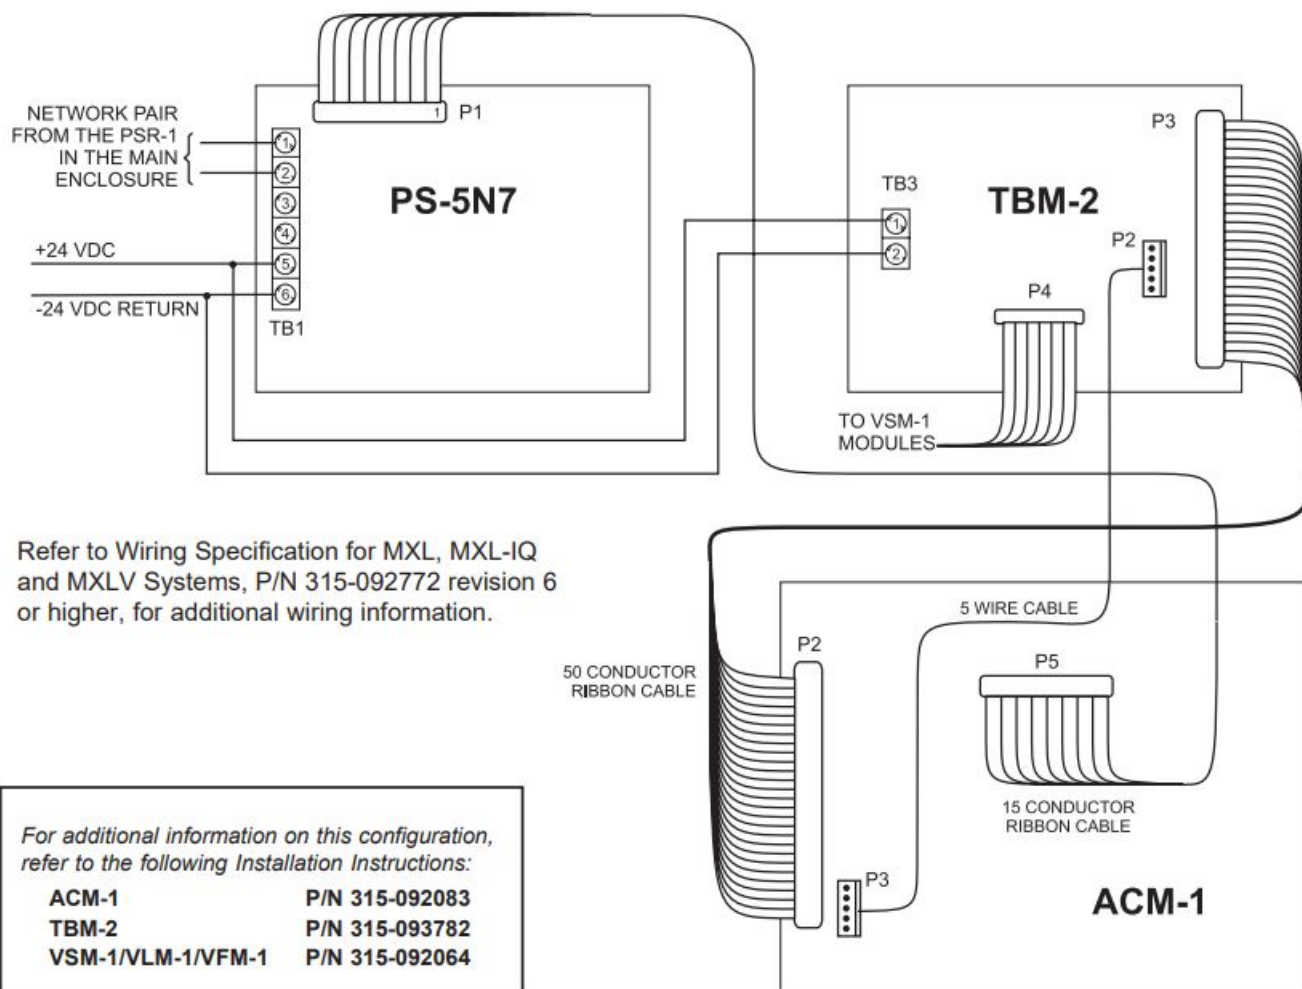 NETWORK PAIR
FROM THE PSR-1
IN THE MAIN
ENCLOSURE
+24 VDC
-24 VDC RETURN
1
2
3
4
5
6
TB1
1
P1
PS-5N7
TB3
1
2
TBM-2
P3
P2
P4
TO VSM-1
MODULES
Refer to Wiring Specification for MXL, MXL-IQ
and MXLV Systems, P/N 315-092772 revision 6
or higher, for additional wiring information.
5 WIRE CABLE
50 CONDUCTOR
RIBBON CABLE
P2
P5
15 CONDUCTOR
RIBBON CABLE
P3
ACM-1
For additional information on this configuration,
refer to the following Installation Instructions:
ACM-1 P/N 315-092083
TBM-2 P/N 315-093782
VSM-1/VLM-1/VFM-1 P/N 315-092064